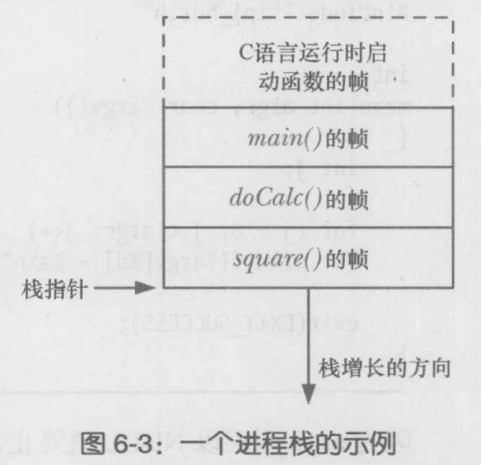 C语言运行时启
动函数的帧
main()的帧
doCalc()的帧
square()的帧
栈指针
栈增长的方向
图 6-3：一个进程栈的示例